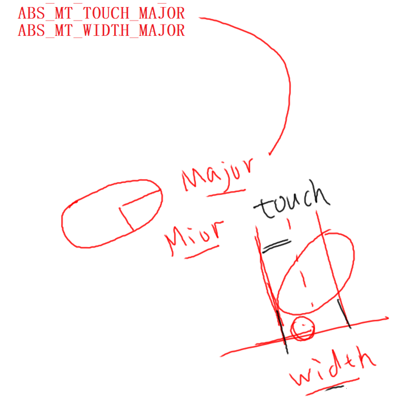 ABS_MT_TOUCH_MAJOR
ABS_MT_WIDTH_MAJOR
Major
touch
Mior
width